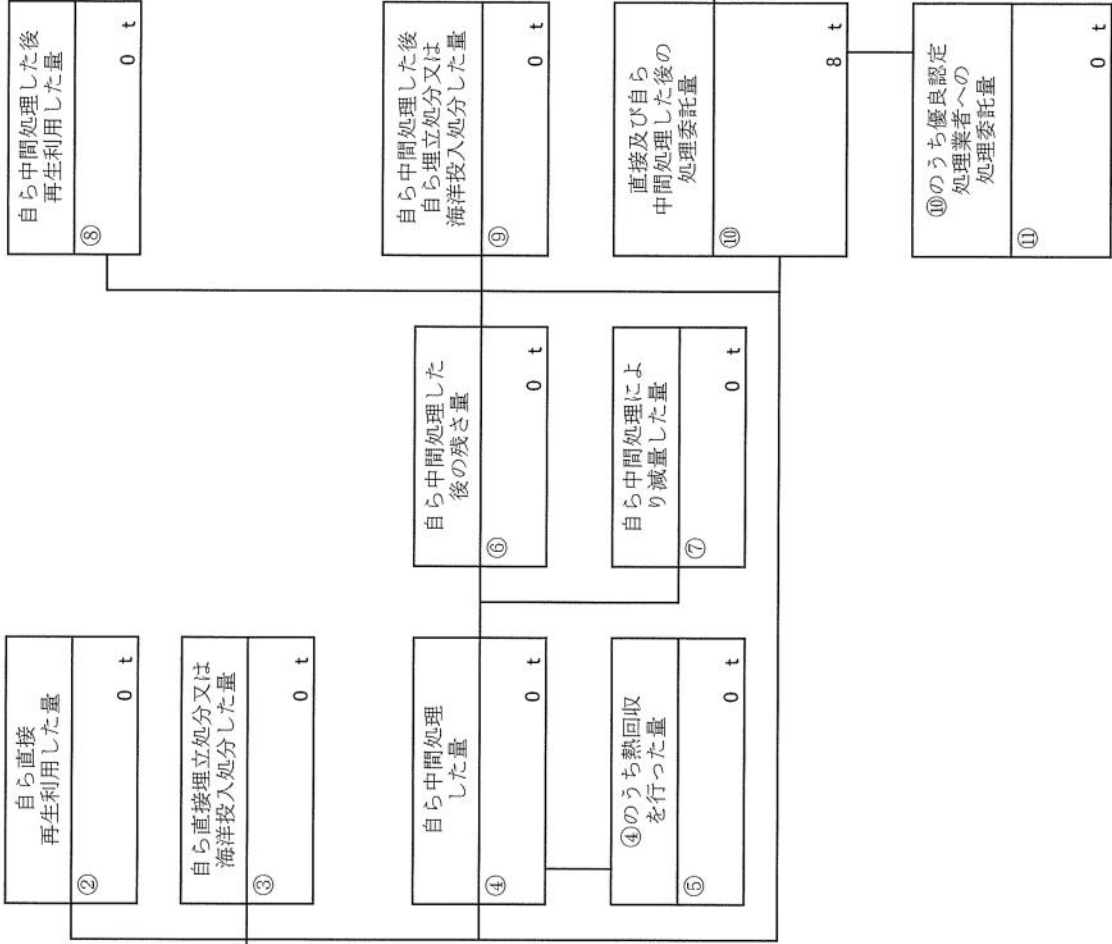 自ら直接
再生利用した量
②
0 t
自ら直接埋立処分又は
海洋投入処分した量
③
0 t
自ら中間処理
した量
④
0 t
④のうち熱回収
を行った量
⑤
0 t
自ら中間処理した
後の残さ量
⑥
0 t
自ら中間処理によ
り減量した量
⑦
0 t
自ら中間処理した後
再生利用した量
⑧
0 t
自ら中間処理した後
自ら埋立処分又は
海洋投入処分した量
⑨
0 t
直接及び自ら
中間処理した後の
処理委託量
⑩
8 t
⑩のうち優良認定
処理業者への
処理委託量
⑪
0 t